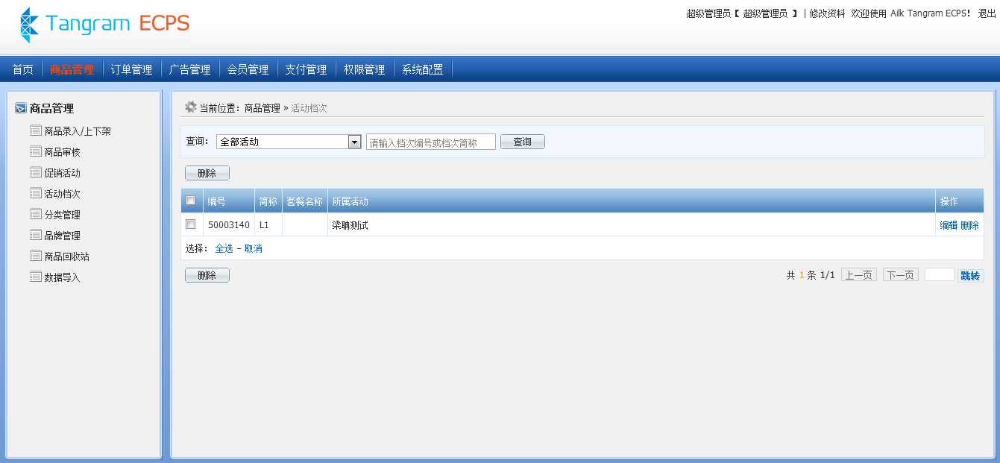 Tangram ECPS
超级管理员【 超级管理员 】 | 修改资料 欢迎使用 Ailk Tangram ECPS! 退出
首页 商品管理 订单管理 广告管理 会员管理 支付管理 权限管理 系统配置
商品管理
商品录入/上下架
商品审核
促销活动
活动档次
分类管理
品牌管理
商品回收站
数据导入
当前位置: 商品管理 » 活动档次
查询: 全部活动 请输入档次编号或档次简称 查询
删除
编号 简称 套餐名称 所属活动 操作
50003140 L1 梁聃测试 编辑 删除
选择: 全选 - 取消
删除
共 1 条 1/1 上一页 下一页 跳转